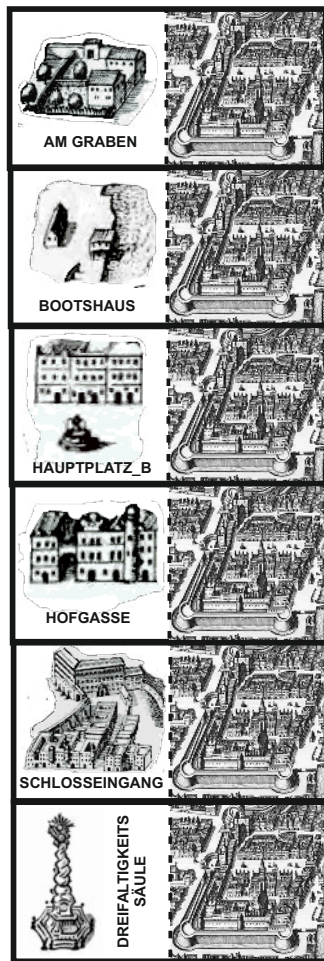 AM GRABEN
BOOTSHAUS
HAUPTPLATZ_B
HOFGASSE
SCHLOSSEINGANG
DREIFALTIGKEITS
SÄULE